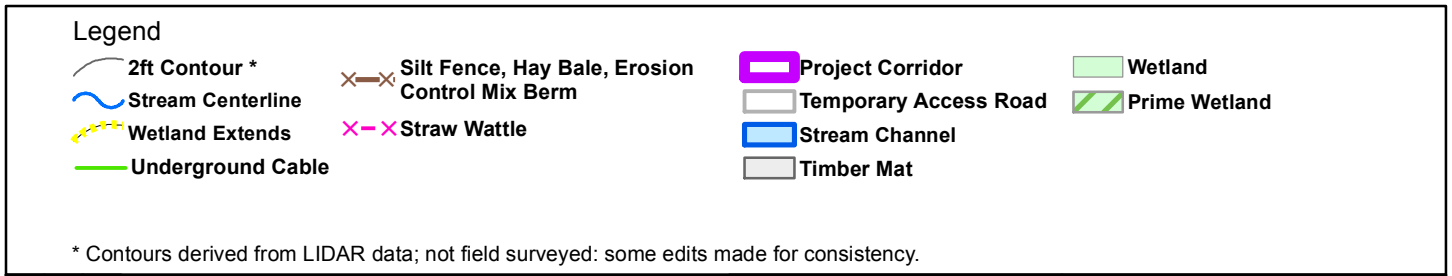 Legend
2ft Contour *
Stream Centerline
Wetland Extends
Underground Cable
Silt Fence, Hay Bale, Erosion
Control Mix Berm
Straw Wattle
Project Corridor
Temporary Access Road
Stream Channel
Timber Mat
Wetland
Prime Wetland
* Contours derived from LIDAR data; not field surveyed: some edits made for consistency.